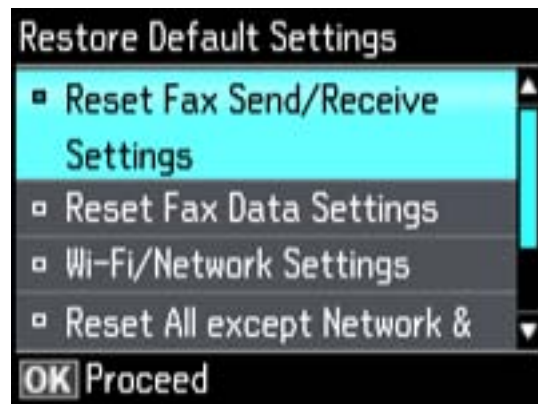 Restore Default Settings
Reset Fax Send/Receive
Settings
Reset Fax Data Settings
Wi-Fi/Network Settings
Reset All except Network &
OK Proceed